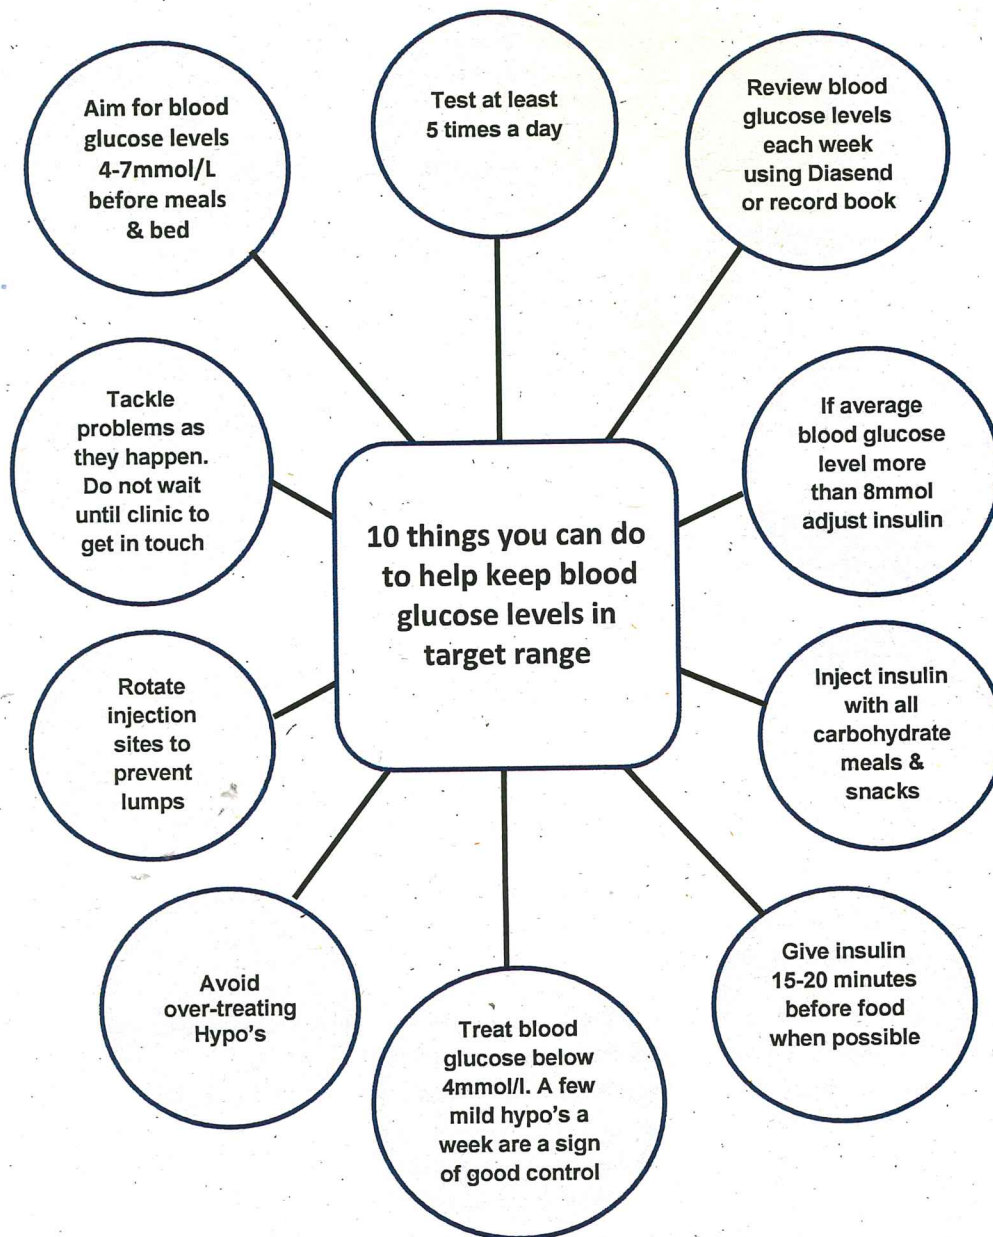 Aim for blood
glucose levels
4-7mmol/L
before meals
& bed
Test at least
5 times a day
Review blood
glucose levels
each week
using Diasend
or record book
Tackle
problems as
they happen.
Do not wait
until clinic to
get in touch
If average
blood glucose
level more
than 8mmol
adjust insulin
10 things you can do
to help keep blood
glucose levels in
target range
Rotate
injection
sites to
prevent
lumps
Inject insulin
with all
carbohydrate
meals &
snacks
Avoid
over-treating
Hypo's
Treat blood
glucose below
4mmol/l. A few
mild hypo's a
week are a sign
of good control
Give insulin
15-20 minutes
before food
when possible